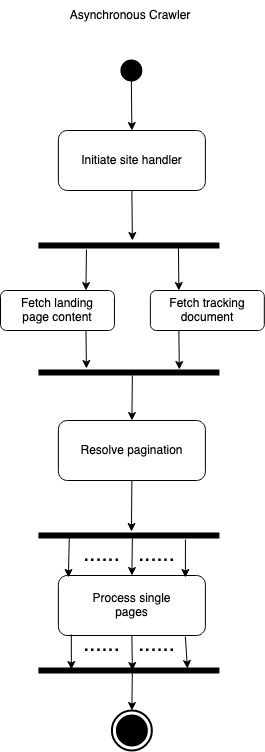 Asynchronous Crawler
Initiate site handler
Fetch landing
page content
Fetch tracking
document
Resolve pagination
...... ......
Process single
pages
...... ......